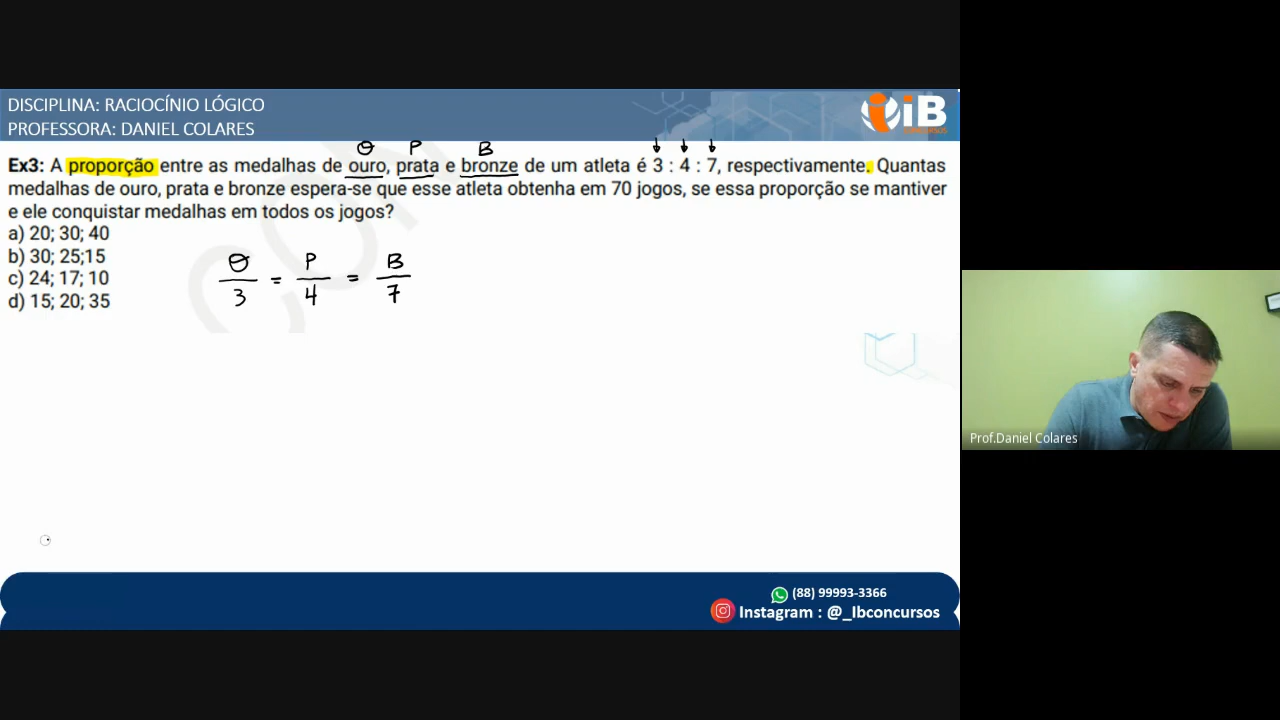 DISCIPLINA: RACIOCÍNIO LÓGICO
PROFESSORA: DANIEL COLARES
iB
CONCURSOS
O P B
Ex3: A proporção entre as medalhas de ouro, prata e bronze de um atleta é 3 : 4 : 7, respectivamente. Quantas
medalhas de ouro, prata e bronze espera-se que esse atleta obtenha em 70 jogos, se essa proporção se mantiver
e ele conquistar medalhas em todos os jogos?
a) 20; 30; 40
b) 30; 25;15
c) 24; 17; 10
d) 15; 20; 35
O/3 = P/4 = B/7
Prof.Daniel Colares
(88) 99993-3366
Instagram : @_Ibconcursos